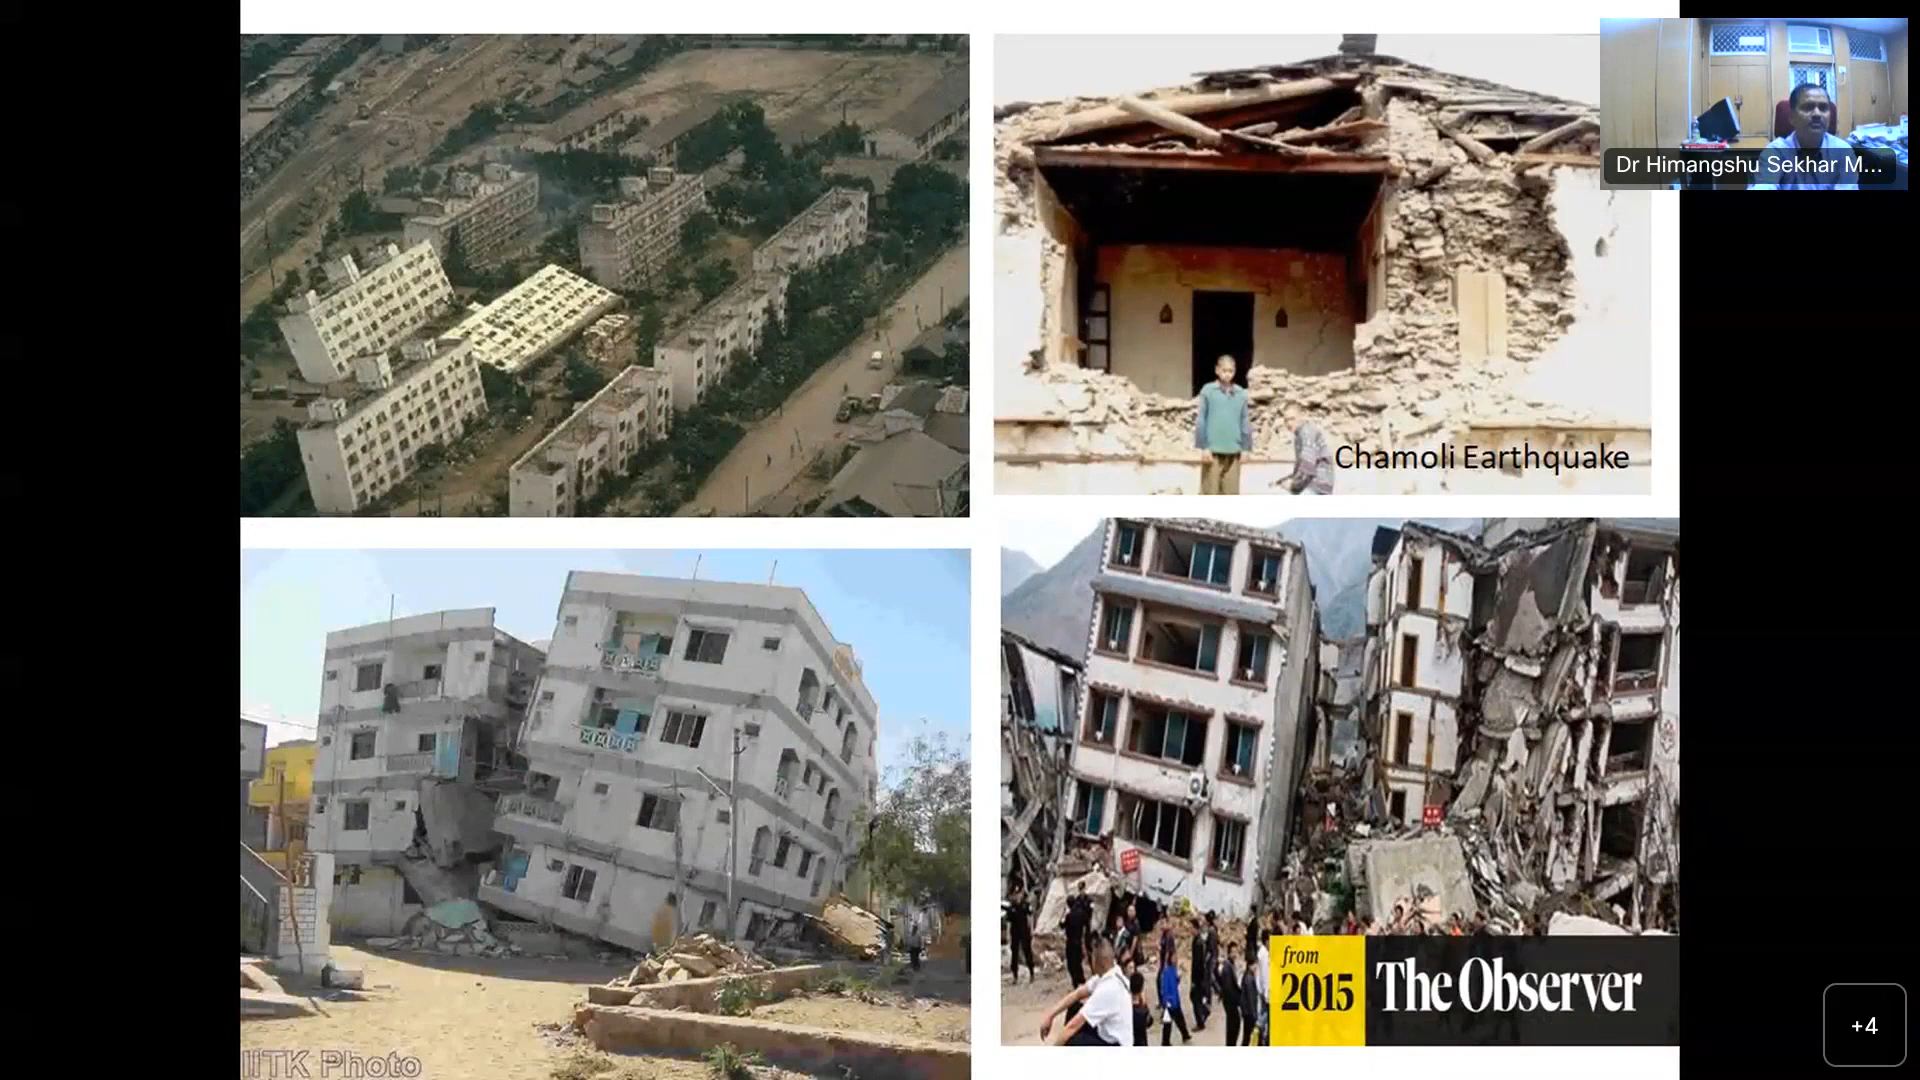 Dr Himangshu Sekhar M...
Chamoli Earthquake
from
2015
The Observer
IITK Photo
+4